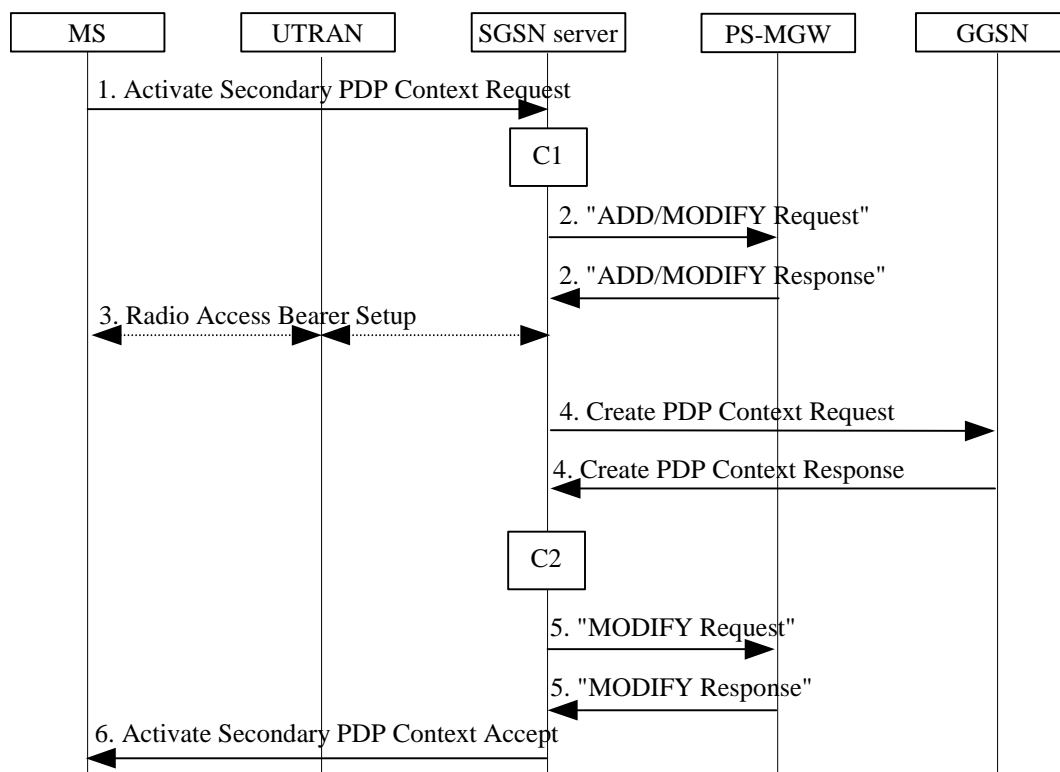 MS
UTRAN
SGSN server
PS-MGW
GGSN
1. Activate Secondary PDP Context Request
C1
2. "ADD/MODIFY Request"
2. "ADD/MODIFY Response"
3. Radio Access Bearer Setup
4. Create PDP Context Request
4. Create PDP Context Response
C2
5. "MODIFY Request"
5. "MODIFY Response"
6. Activate Secondary PDP Context Accept